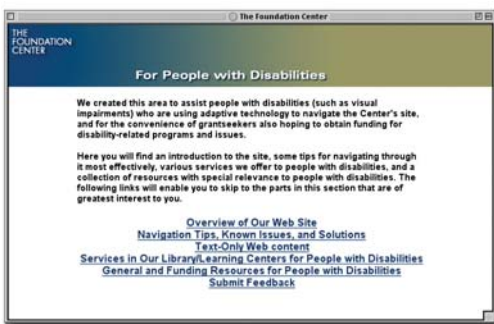 The Foundation Center
THE
FOUNDATION
CENTER
For People with Disabilities
We created this area to assist people with disabilities (such as visual
impairments) who are using adaptive technology to navigate the Center's site,
and for the convenience of grantseekers also hoping to obtain funding for
disability-related programs and issues.
Here you will find an introduction to the site, some tips for navigating through
it most effectively, various services we offer to people with disabilities, and a
collection of resources with special relevance to people with disabilities. The
following links will enable you to skip to the parts in this section that are of
greatest interest to you.
Overview of Our Web Site
Navigation Tips, Known Issues, and Solutions
Text-Only Web content
Services in Our Library/Learning Centers for People with Disabilities
General and Funding Resources for People with Disabilities
Submit Feedback